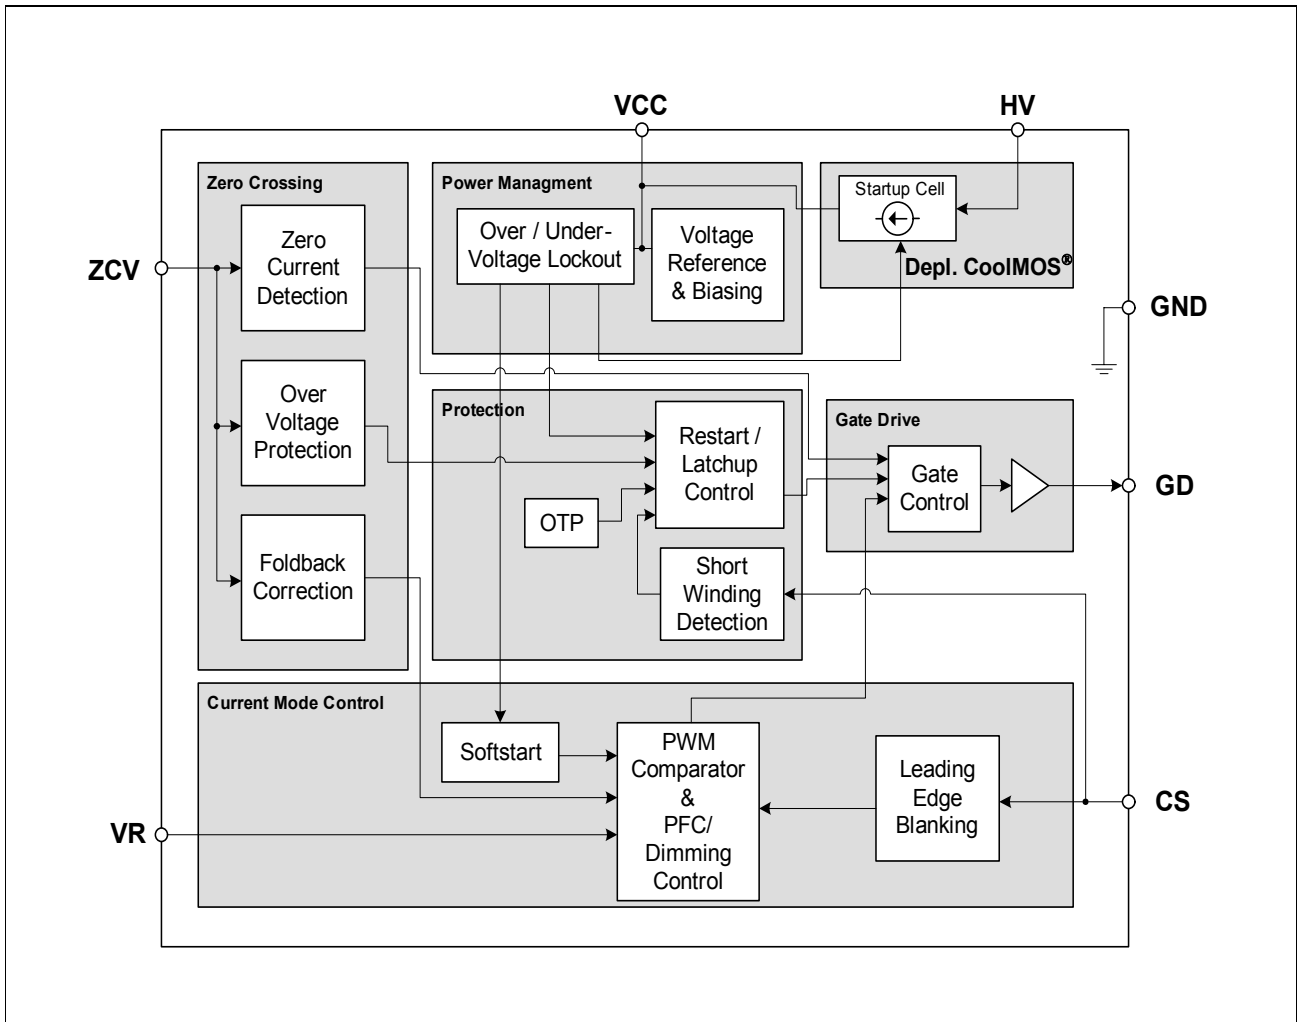 VCC
HV
Zero Crossing
Power Managment
Startup Cell
Zero
Current
Detection
Over / Under-
Voltage Lockout
Voltage
Reference
& Biasing
Depl. CoolMOS®
ZCV
GND
Over
Voltage
Protection
Protection
Restart /
Latchup
Control
Gate Drive
Gate
Control
GD
OTP
Foldback
Correction
Short
Winding
Detection
Current Mode Control
Softstart
PWM
Comparator
&
PFC/
Dimming
Control
Leading
Edge
Blanking
CS
VR